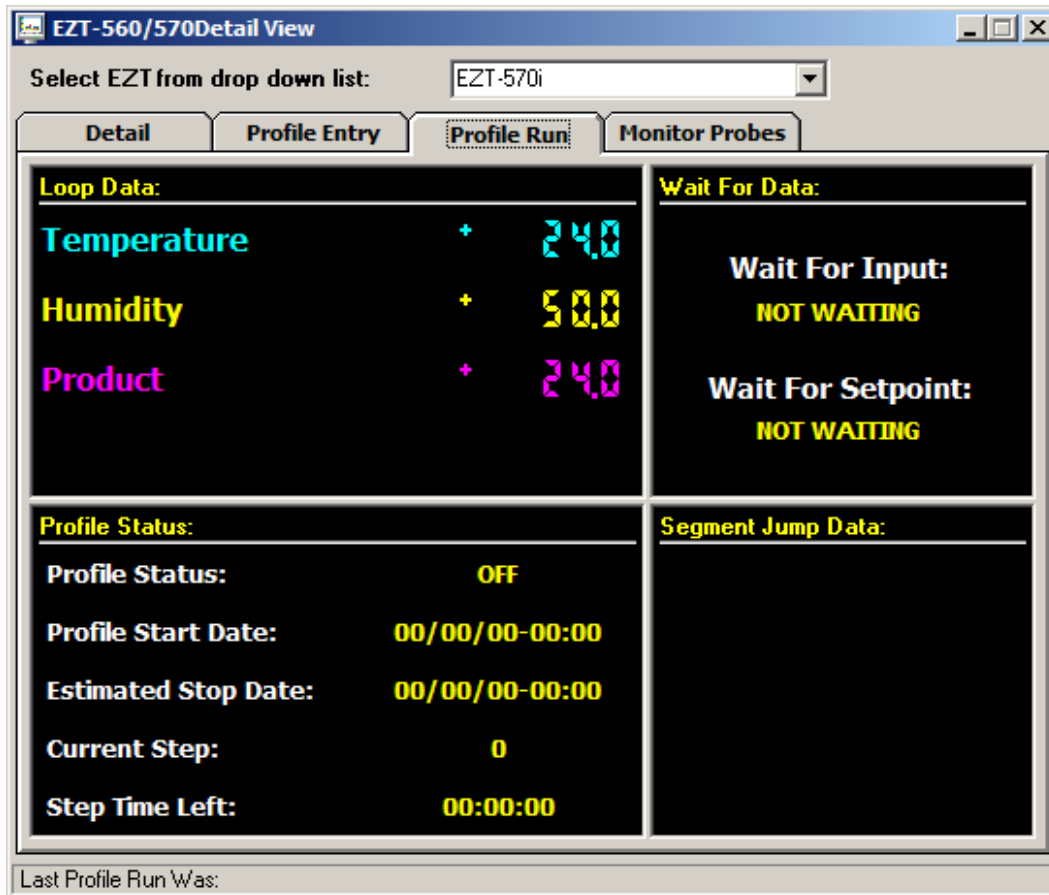 EZT-560/570Detail View
Select EZT from drop down list: EZT-570i
Detail Profile Entry Profile Run Monitor Probes
Loop Data:
Temperature + 24.0
Humidity + 50.0
Product + 24.0
Wait For Data:
Wait For Input:
NOT WAITING
Wait For Setpoint:
NOT WAITING
Profile Status:
Profile Status: OFF
Profile Start Date: 00/00/00-00:00
Estimated Stop Date: 00/00/00-00:00
Current Step: 0
Step Time Left: 00:00:00
Segment Jump Data:
Last Profile Run Was: